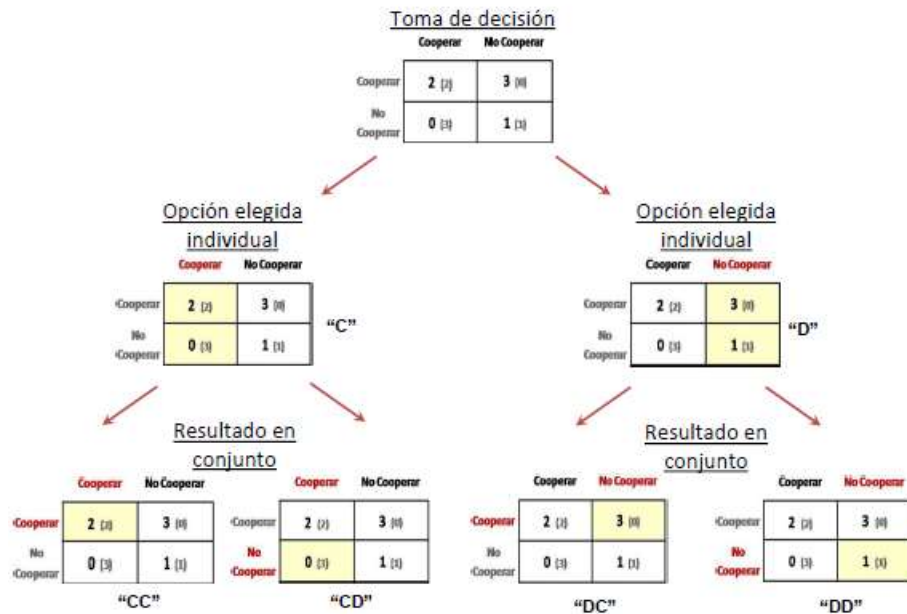 Toma de decisión
Cooperar No Cooperar
Cooperar 2 (2) 3 (0)
No
Cooperar 0 (3) 1 (1)
Opción elegida
individual
Cooperar No Cooperar
Cooperar 2 (2) 3 (0)
No
Cooperar 0 (3) 1 (1)
"C"
Opción elegida
individual
Cooperar No Cooperar
Cooperar 2 (2) 3 (0)
No
Cooperar 0 (3) 1 (1)
"D"
Resultado en
conjunto
Cooperar No Cooperar
Cooperar 2 (2) 3 (0)
No
Cooperar 0 (3) 1 (1)
"CC"
Cooperar No Cooperar
Cooperar 2 (2) 3 (0)
No
Cooperar 0 (3) 1 (1)
"CD"
Resultado en
conjunto
Cooperar No Cooperar
Cooperar 2 (2) 3 (0)
No
Cooperar 0 (3) 1 (1)
"DC"
Cooperar No Cooperar
Cooperar 2 (2) 3 (0)
No
Cooperar 0 (3) 1 (1)
"DD"